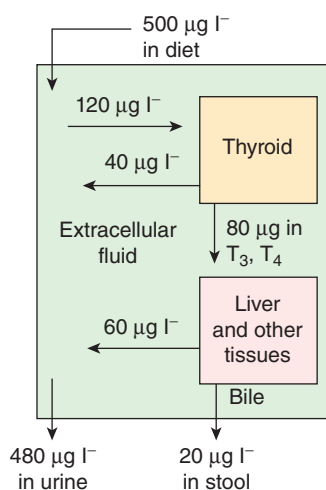 500 μg I⁻
in diet
120 μg I⁻
Thyroid
40 μg I⁻
80 μg in
T₃, T₄
Extracellular
fluid
Liver
and other
tissues
60 μg I⁻
Bile
480 μg I⁻
in urine
20 μg I⁻
in stool